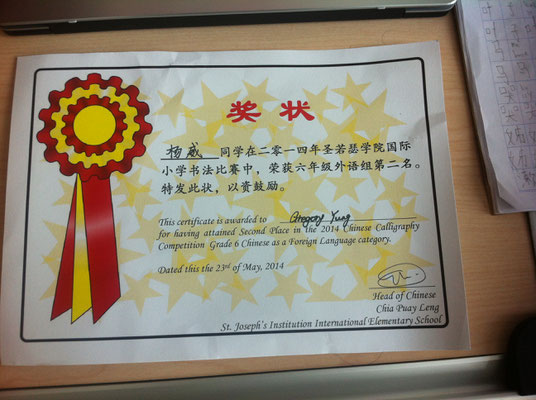 奖状
杨威 同学在二零一四年圣若瑟学院国际
小学书法比赛中，荣获六年级外语组第二名。
特发此状，以资鼓励。
This certificate is awarded to Gregory Yung
for having attained Second Place in the 2014 Chinese Calligraphy
Competition Grade 6 Chinese as a Foreign Language category.
Dated this the 23rd of May, 2014
Head of Chinese
Chia Puay Leng
St. Joseph's Institution International Elementary School